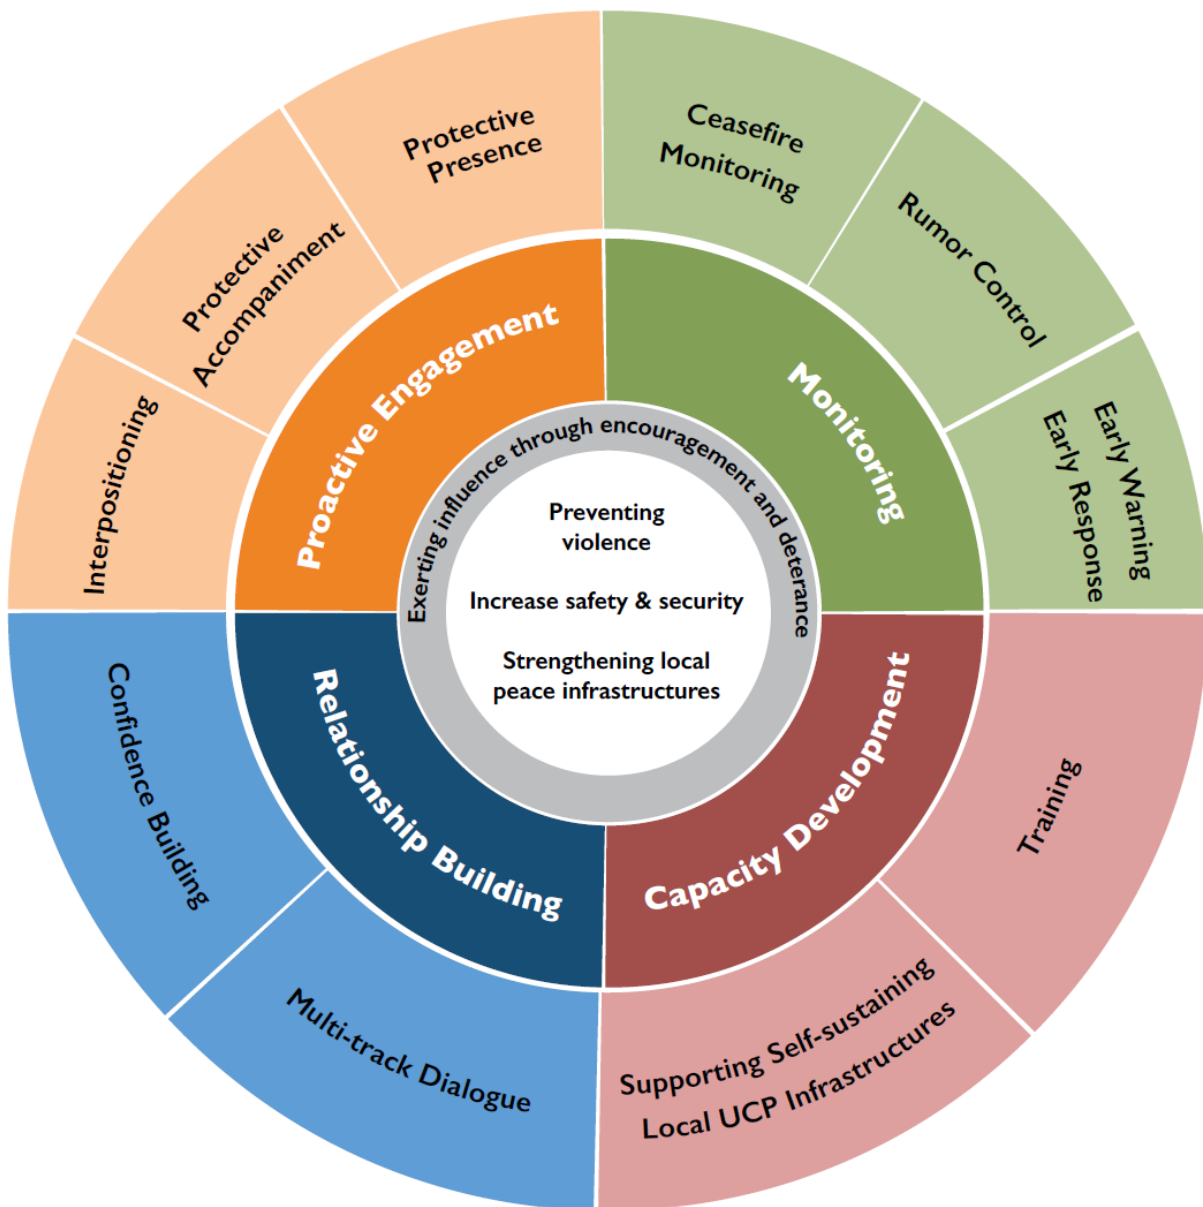 Protective
Presence
Ceasefire
Monitoring
Protective
Accompaniment
Rumor Control
Interpositioning
Early Warning
Early Response
Proactive Engagement
Monitoring
Exerting influence through encouragement and deterance
Preventing
violence
Increase safety & security
Strengthening local
peace infrastructures
Relationship Building
Capacity Development
Confidence Building
Training
Multi-track Dialogue
Supporting Self-sustaining
Local UCP Infrastructures